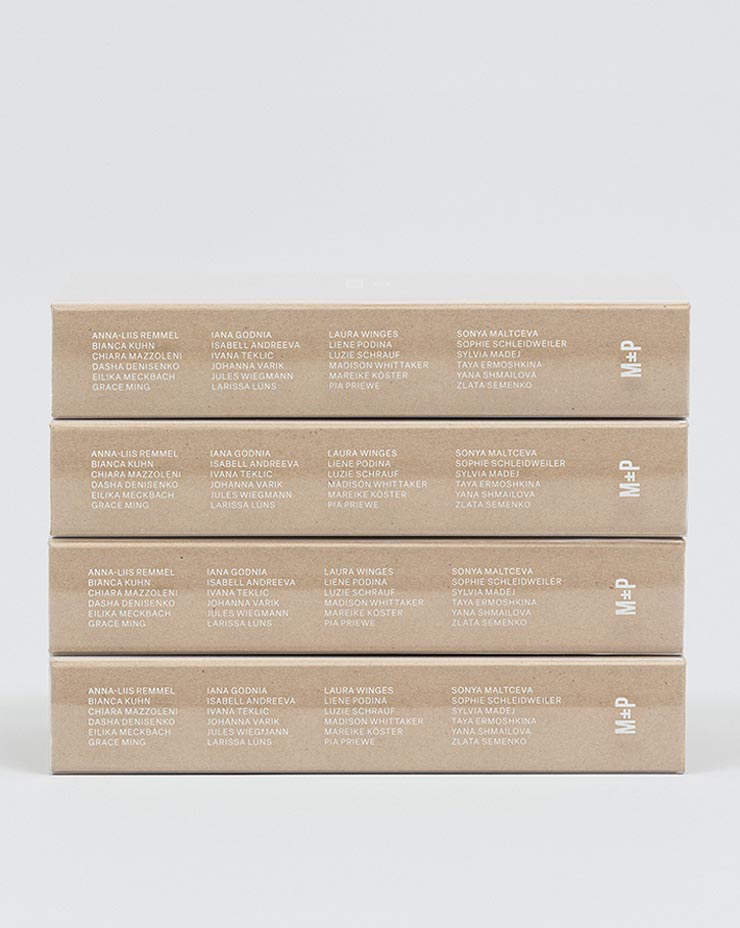 ANNA-LIIS REMMEL
BIANCA KUHN
CHIARA MAZZOLENI
DASHA DENISENKO
EILIKA MECKBACH
GRACE MING
IANA GODNIA
ISABELL ANDREEVA
IVANA TEKLIC
JOHANNA VARIK
JULES WIEGMANN
LARISSA LÜNS
LAURA WINGES
LIENE PODINA
LUZIE SCHRAUF
MADISON WHITTAKER
MAREIKE KÖSTER
PIA PRIEWE
SONYA MALTCEVA
SOPHIE SCHLEIDWEILER
SYLVIA MADEJ
TAYA ERMOSHKINA
YANA SHMAILOVA
ZLATA SEMENKO
M±P
ANNA-LIIS REMMEL
BIANCA KUHN
CHIARA MAZZOLENI
DASHA DENISENKO
EILIKA MECKBACH
GRACE MING
IANA GODNIA
ISABELL ANDREEVA
IVANA TEKLIC
JOHANNA VARIK
JULES WIEGMANN
LARISSA LÜNS
LAURA WINGES
LIENE PODINA
LUZIE SCHRAUF
MADISON WHITTAKER
MAREIKE KÖSTER
PIA PRIEWE
SONYA MALTCEVA
SOPHIE SCHLEIDWEILER
SYLVIA MADEJ
TAYA ERMOSHKINA
YANA SHMAILOVA
ZLATA SEMENKO
M±P
ANNA-LIIS REMMEL
BIANCA KUHN
CHIARA MAZZOLENI
DASHA DENISENKO
EILIKA MECKBACH
GRACE MING
IANA GODNIA
ISABELL ANDREEVA
IVANA TEKLIC
JOHANNA VARIK
JULES WIEGMANN
LARISSA LÜNS
LAURA WINGES
LIENE PODINA
LUZIE SCHRAUF
MADISON WHITTAKER
MAREIKE KÖSTER
PIA PRIEWE
SONYA MALTCEVA
SOPHIE SCHLEIDWEILER
SYLVIA MADEJ
TAYA ERMOSHKINA
YANA SHMAILOVA
ZLATA SEMENKO
M±P
ANNA-LIIS REMMEL
BIANCA KUHN
CHIARA MAZZOLENI
DASHA DENISENKO
EILIKA MECKBACH
GRACE MING
IANA GODNIA
ISABELL ANDREEVA
IVANA TEKLIC
JOHANNA VARIK
JULES WIEGMANN
LARISSA LÜNS
LAURA WINGES
LIENE PODINA
LUZIE SCHRAUF
MADISON WHITTAKER
MAREIKE KÖSTER
PIA PRIEWE
SONYA MALTCEVA
SOPHIE SCHLEIDWEILER
SYLVIA MADEJ
TAYA ERMOSHKINA
YANA SHMAILOVA
ZLATA SEMENKO
M±P